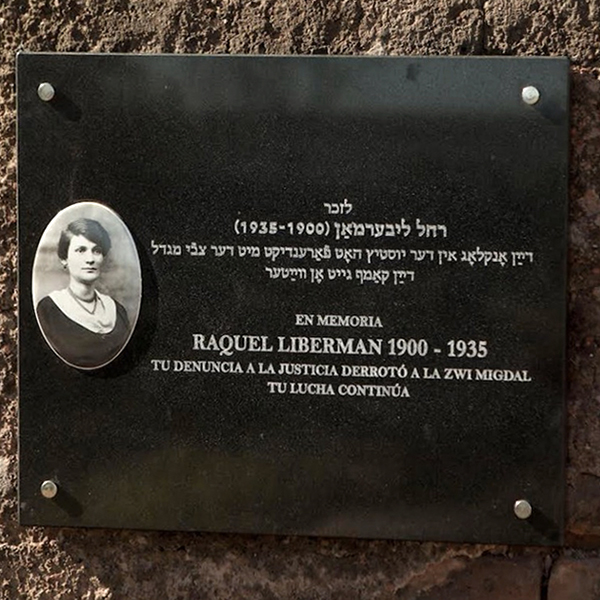 לזכר
רחל ליבערמאַן (1900-1935)
דײַן אָנקלאָג אין דער יוסטיץ האָט פֿאַרענדיקט מיט דער צבֿי מגדל
דײַן קאַמף גייט אָן ווײַטער
EN MEMORIA
RAQUEL LIBERMAN 1900 - 1935
TU DENUNCIA A LA JUSTICIA DERROTÓ A LA ZWI MIGDAL
TU LUCHA CONTINÚA